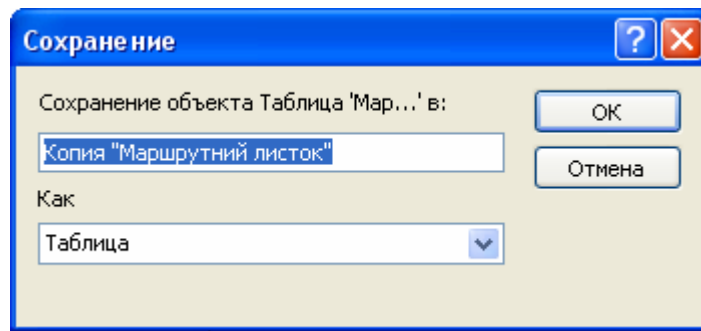 Сохранение
Сохранение объекта Таблица 'Мар...' в:
ОК
Копия "Маршрутний листок"
Отмена
Как
Таблица